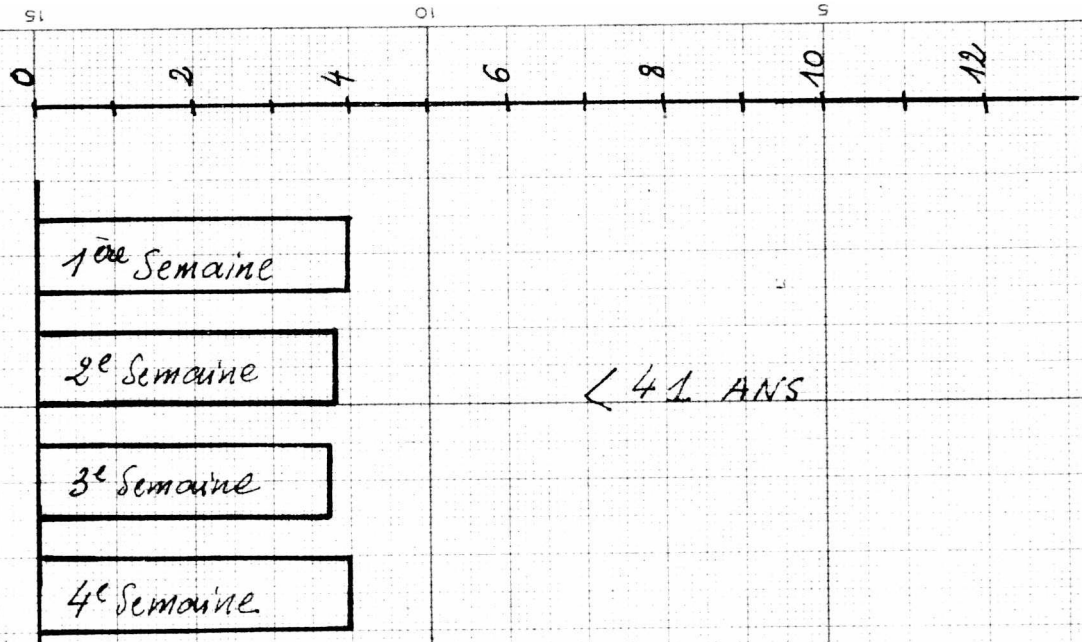 15 10 5
0 2 4 6 8 10 12
1ère Semaine
2e Semaine
< 41 ANS
3e Semaine
4e Semaine